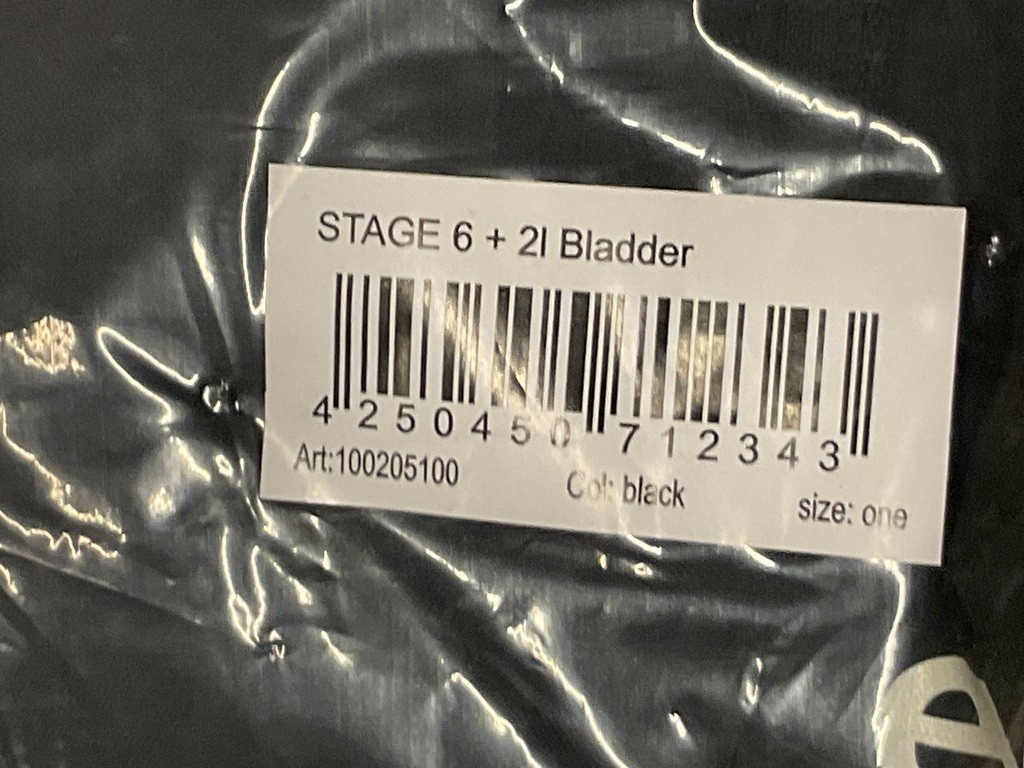 STAGE 6 + 2l Bladder
4 250450 712343
Art:100205100 Col: black size: one
e